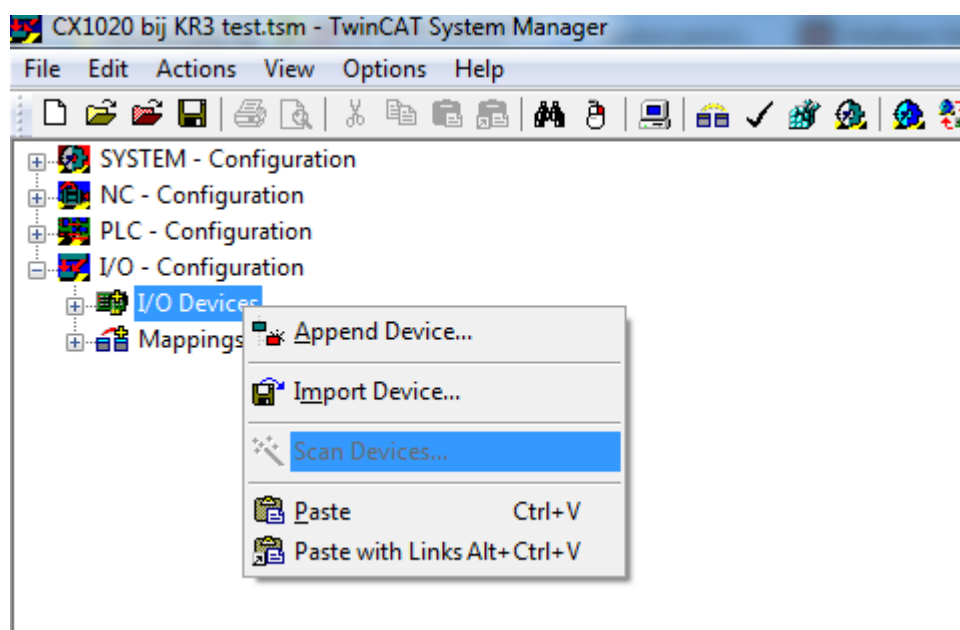 CX1020 bij KR3 test.tsm - TwinCAT System Manager
File Edit Actions View Options Help
SYSTEM - Configuration
NC - Configuration
PLC - Configuration
I/O - Configuration
I/O Devices
Append Device...
Mappings
Import Device...
Scan Devices...
Paste Ctrl+V
Paste with Links Alt+Ctrl+V